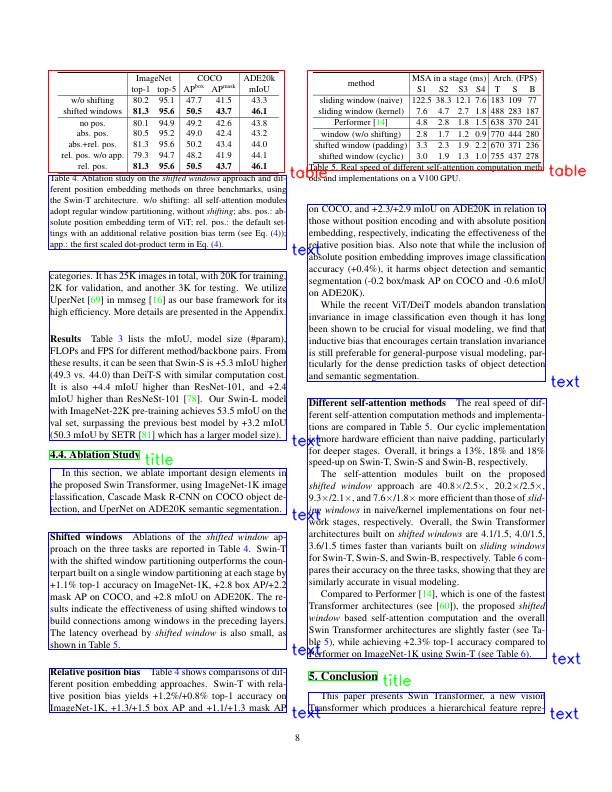 ImageNet COCO ADE20k
top-1 top-5 APbox APmask mIoU
w/o shifting 80.2 95.1 47.7 41.5 43.3
shifted windows 81.3 95.6 50.5 43.7 46.1
no pos. 80.1 94.9 49.2 42.6 43.8
abs. pos. 80.5 95.2 49.0 42.4 43.2
abs.+rel. pos. 81.3 95.6 50.2 43.4 44.0
rel. pos. w/o app. 79.3 94.7 48.2 41.9 44.1
rel. pos. 81.3 95.6 50.5 43.7 46.1
table
Table 4. Ablation study on the shifted windows approach and dif-
ferent position embedding methods on three benchmarks, using
the Swin-T architecture. w/o shifting: all self-attention modules
adopt regular window partitioning, without shifting; abs. pos.: ab-
solute position embedding term of ViT; rel. pos.: the default set-
tings with an additional relative position bias term (see Eq. (4));
app.: the first scaled dot-product term in Eq. (4).
text
categories. It has 25K images in total, with 20K for training,
2K for validation, and another 3K for testing. We utilize
UperNet [69] in mmseg [16] as our base framework for its
high efficiency. More details are presented in the Appendix.
Results Table 3 lists the mIoU, model size (#param),
FLOPs and FPS for different method/backbone pairs. From
these results, it can be seen that Swin-S is +5.3 mIoU higher
(49.3 vs. 44.0) than DeiT-S with similar computation cost.
It is also +4.4 mIoU higher than ResNet-101, and +2.4
mIoU higher than ResNeSt-101 [78]. Our Swin-L model
with ImageNet-22K pre-training achieves 53.5 mIoU on the
val set, surpassing the previous best model by +3.2 mIoU
(50.3 mIoU by SETR [81] which has a larger model size).
text
4.4. Ablation Study
title
In this section, we ablate important design elements in
the proposed Swin Transformer, using ImageNet-1K image
classification, Cascade Mask R-CNN on COCO object de-
tection, and UperNet on ADE20K semantic segmentation.
text
Shifted windows Ablations of the shifted window ap-
proach on the three tasks are reported in Table 4. Swin-T
with the shifted window partitioning outperforms the coun-
terpart built on a single window partitioning at each stage by
+1.1% top-1 accuracy on ImageNet-1K, +2.8 box AP/+2.2
mask AP on COCO, and +2.8 mIoU on ADE20K. The re-
sults indicate the effectiveness of using shifted windows to
build connections among windows in the preceding layers.
The latency overhead by shifted window is also small, as
shown in Table 5.
text
Relative position bias Table 4 shows comparisons of dif-
ferent position embedding approaches. Swin-T with rela-
tive position bias yields +1.2%/+0.8% top-1 accuracy on
ImageNet-1K, +1.3/+1.5 box AP and +1.1/+1.3 mask AP
text
method MSA in a stage (ms) Arch. (FPS)
S1 S2 S3 S4 T S B
sliding window (naive) 122.5 38.3 12.1 7.6 183 109 77
sliding window (kernel) 7.6 4.7 2.7 1.8 488 283 187
Performer [14] 4.8 2.8 1.8 1.5 638 370 241
window (w/o shifting) 2.8 1.7 1.2 0.9 770 444 280
shifted window (padding) 3.3 2.3 1.9 2.2 670 371 236
shifted window (cyclic) 3.0 1.9 1.3 1.0 755 437 278
table
Table 5. Real speed of different self-attention computation meth-
ods and implementations on a V100 GPU.
on COCO, and +2.3/+2.9 mIoU on ADE20K in relation to
those without position encoding and with absolute position
embedding, respectively, indicating the effectiveness of the
relative position bias. Also note that while the inclusion of
absolute position embedding improves image classification
accuracy (+0.4%), it harms object detection and semantic
segmentation (-0.2 box/mask AP on COCO and -0.6 mIoU
on ADE20K).
While the recent ViT/DeiT models abandon translation
invariance in image classification even though it has long
been shown to be crucial for visual modeling, we find that
inductive bias that encourages certain translation invariance
is still preferable for general-purpose visual modeling, par-
ticularly for the dense prediction tasks of object detection
and semantic segmentation.
text
Different self-attention methods The real speed of dif-
ferent self-attention computation methods and implementa-
tions are compared in Table 5. Our cyclic implementation
is more hardware efficient than naive padding, particularly
for deeper stages. Overall, it brings a 13%, 18% and 18%
speed-up on Swin-T, Swin-S and Swin-B, respectively.
The self-attention modules built on the proposed
shifted window approach are 40.8×/2.5×, 20.2×/2.5×,
9.3×/2.1×, and 7.6×/1.8× more efficient than those of slid-
ing windows in naive/kernel implementations on four net-
work stages, respectively. Overall, the Swin Transformer
architectures built on shifted windows are 4.1/1.5, 4.0/1.5,
3.6/1.5 times faster than variants built on sliding windows
for Swin-T, Swin-S, and Swin-B, respectively. Table 6 com-
pares their accuracy on the three tasks, showing that they are
similarly accurate in visual modeling.
Compared to Performer [14], which is one of the fastest
Transformer architectures (see [60]), the proposed shifted
window based self-attention computation and the overall
Swin Transformer architectures are slightly faster (see Ta-
ble 5), while achieving +2.3% top-1 accuracy compared to
Performer on ImageNet-1K using Swin-T (see Table 6).
text
5. Conclusion
title
This paper presents Swin Transformer, a new vision
Transformer which produces a hierarchical feature repre-
text
8